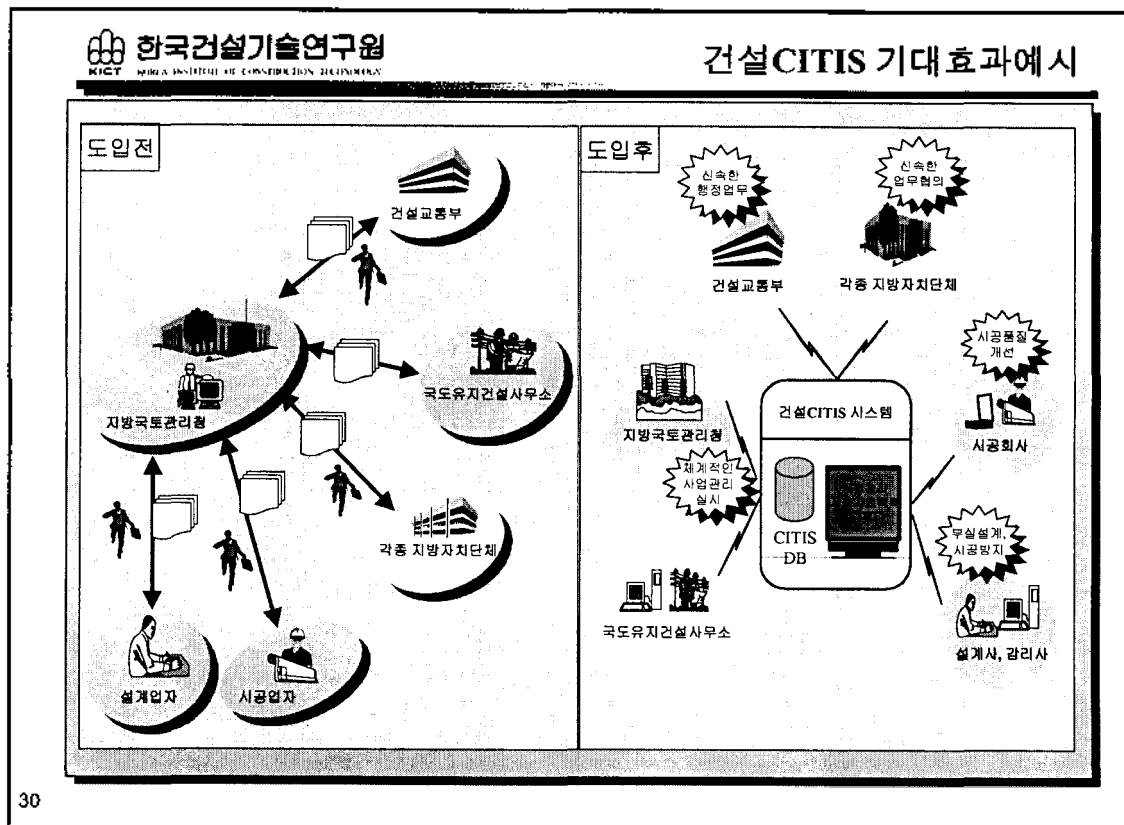 한국건설기술연구원
KICT KOREA INSTITUTE OF CONSTRUCTION TECHNOLOGY
건설CITIS 기대효과예시
도입전
건설교통부
지방국토관리청
국도유지건설사무소
각종 지방자치단체
설계업자
시공업자
도입후
신속한
행정업무
건설교통부
신속한
업무협의
각종 지방자치단체
지방국토관리청
체계적인
사업관리
실시
국도유지건설사무소
건설CITIS 시스템
CITIS
DB
시공품질
개선
시공회사
부실설계,
시공방지
설계사, 감리사
30